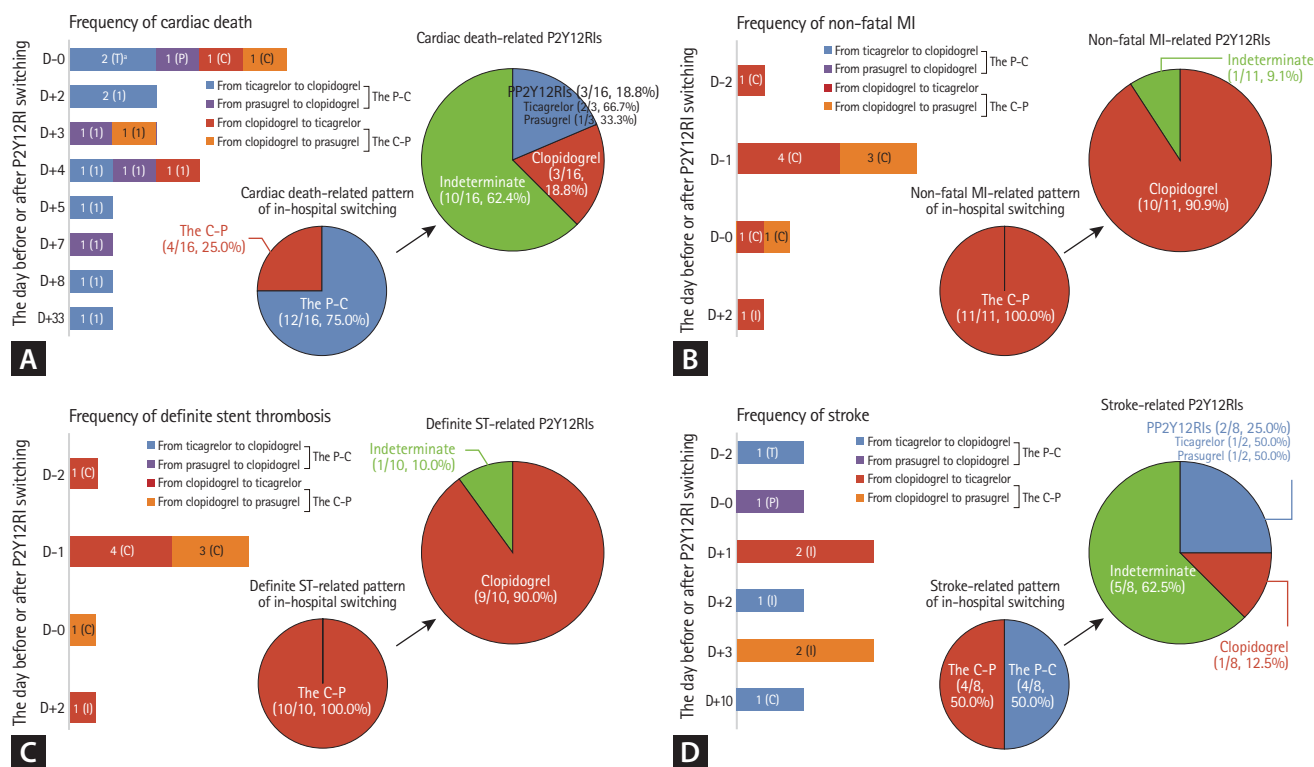 Frequency of cardiac death
The day before or after P2Y12RI switching
From ticagrelor to clopidogrel
From prasugrel to clopidogrel
The P-C
From clopidogrel to ticagrelor
From clopidogrel to prasugrel
The C-P
D-0 2 (T)ᵃ 1 (P) 1 (C) 1 (C)
D+2 2 (1)
D+3 1 (1) 1 (1)
D+4 1 (1) 1 (1) 1 (1)
D+5 1 (1)
D+7 1 (1)
D+8 1 (1)
D+33 1 (1)
Cardiac death-related pattern
of in-hospital switching
The C-P
(4/16, 25.0%)
The P-C
(12/16, 75.0%)
Cardiac death-related P2Y12RIs
PP2Y12RIs (3/16, 18.8%)
Ticagrelor (2/3, 66.7%)
Prasugrel (1/3, 33.3%)
Clopidogrel
(3/16,
18.8%)
Indeterminate
(10/16, 62.4%)
A
Frequency of non-fatal MI
The day before or after P2Y12RI switching
From ticagrelor to clopidogrel
From prasugrel to clopidogrel
The P-C
From clopidogrel to ticagrelor
From clopidogrel to prasugrel
The C-P
D-2 1 (C)
D-1 4 (C) 3 (C)
D-0 1 (C) 1 (C)
D+2 1 (I)
Non-fatal MI-related pattern
of in-hospital switching
The C-P
(11/11, 100.0%)
Non-fatal MI-related P2Y12RIs
Indeterminate
(1/11, 9.1%)
Clopidogrel
(10/11, 90.9%)
B
Frequency of definite stent thrombosis
The day before or after P2Y12RI switching
From ticagrelor to clopidogrel
From prasugrel to clopidogrel
The P-C
From clopidogrel to ticagrelor
From clopidogrel to prasugrel
The C-P
D-2 1 (C)
D-1 4 (C) 3 (C)
D-0 1 (C)
D+2 1 (I)
Definite ST-related pattern
of in-hospital switching
The C-P
(10/10, 100.0%)
Definite ST-related P2Y12RIs
Indeterminate
(1/10, 10.0%)
Clopidogrel
(9/10, 90.0%)
C
Frequency of stroke
The day before or after P2Y12RI switching
From ticagrelor to clopidogrel
From prasugrel to clopidogrel
The P-C
From clopidogrel to ticagrelor
From clopidogrel to prasugrel
The C-P
D-2 1 (T)
D-0 1 (P)
D+1 2 (I)
D+2 1 (I)
D+3 2 (I)
D+10 1 (C)
Stroke-related pattern
of in-hospital switching
The C-P
(4/8,
50.0%)
The P-C
(4/8,
50.0%)
Stroke-related P2Y12RIs
PP2Y12RIs (2/8, 25.0%)
Ticagrelor (1/2, 50.0%)
Prasugrel (1/2, 50.0%)
Indeterminate
(5/8, 62.5%)
Clopidogrel
(1/8, 12.5%)
D